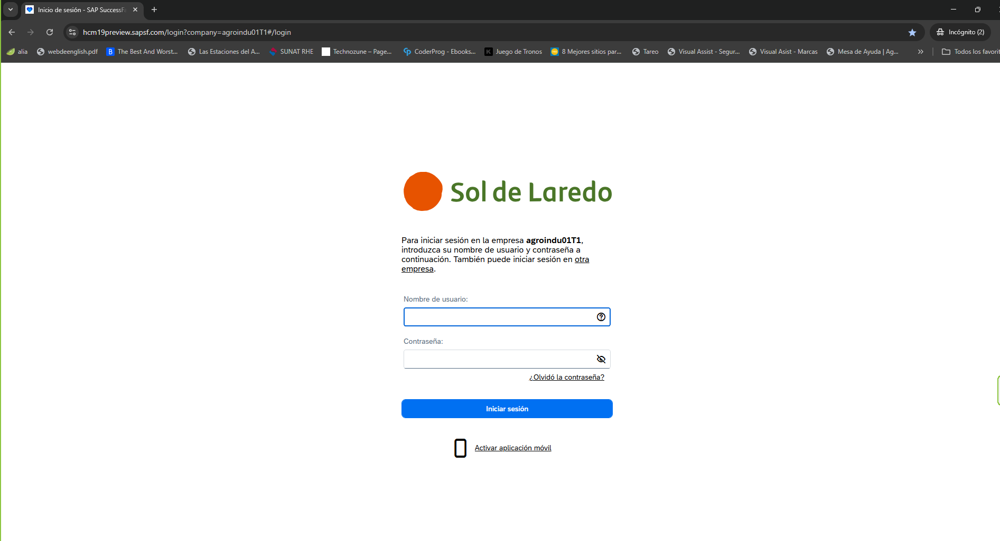 Inicio de sesión - SAP SuccessFa
hcm19preview.sapsf.com/login?company=agroindu01T1#/login
Incógnito (2)
alia
webdeenglish.pdf
The Best And Worst...
Las Estaciones del A...
SUNAT RHE
Technozune – Page...
CoderProg - Ebooks...
Juego de Tronos
8 Mejores sitios par...
Tareo
Visual Assist - Segur...
Visual Asist - Marcas
Mesa de Ayuda | Ag...
Todos los favorit
Sol de Laredo
Para iniciar sesión en la empresa agroindu01T1,
introduzca su nombre de usuario y contraseña a
continuación. También puede iniciar sesión en otra
empresa.
Nombre de usuario:
Contraseña:
¿Olvidó la contraseña?
Iniciar sesión
Activar aplicación móvil